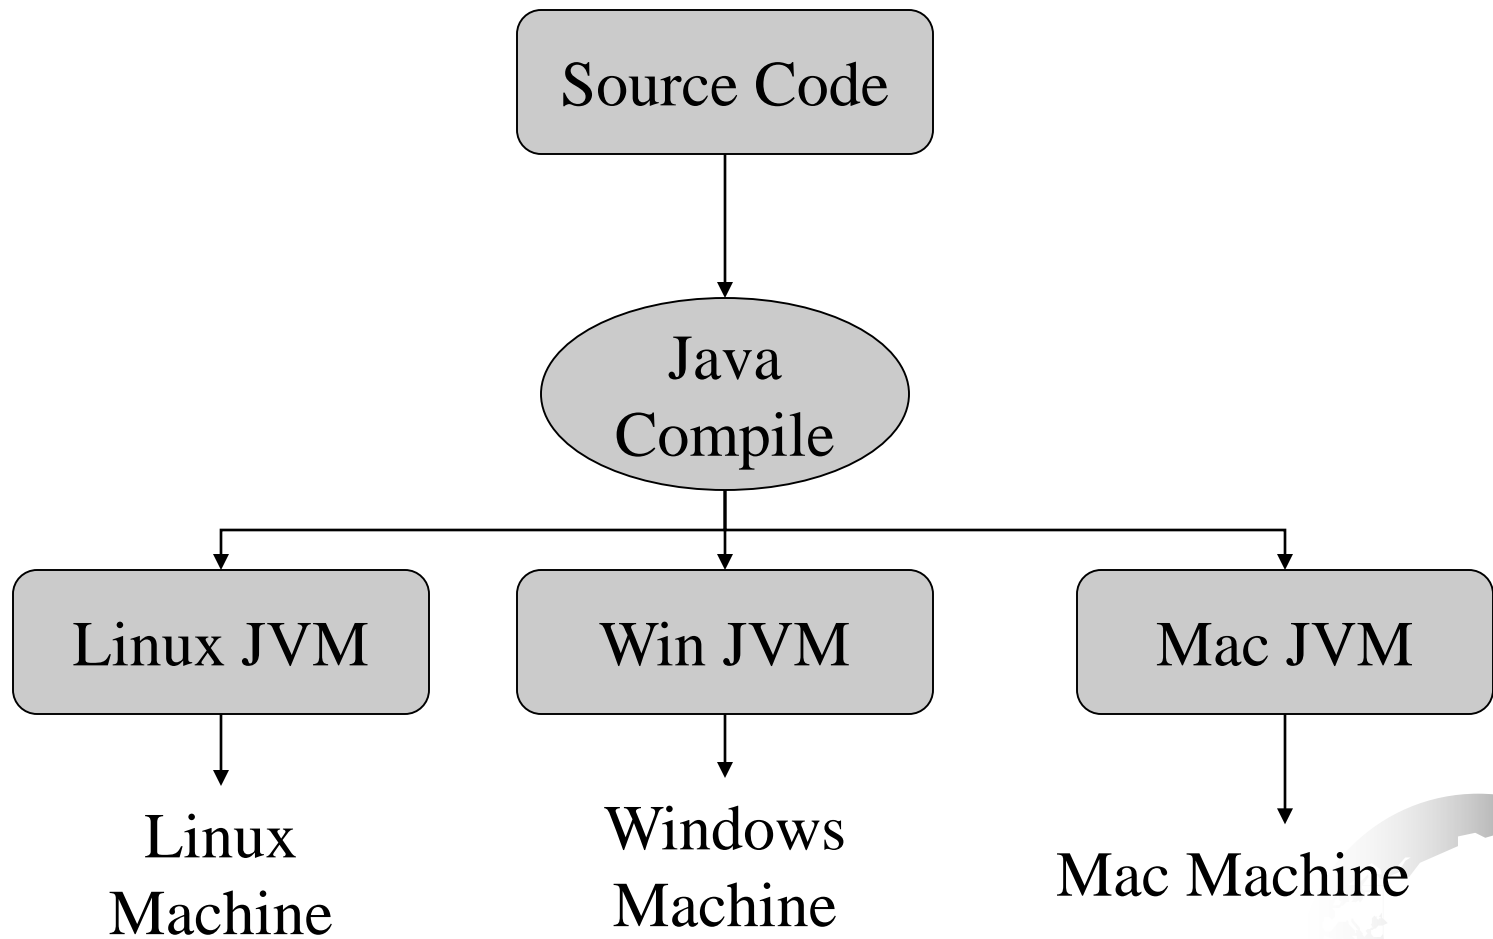 Source Code
Java
Compile
Linux JVM
Win JVM
Mac JVM
Linux
Machine
Windows
Machine
Mac Machine